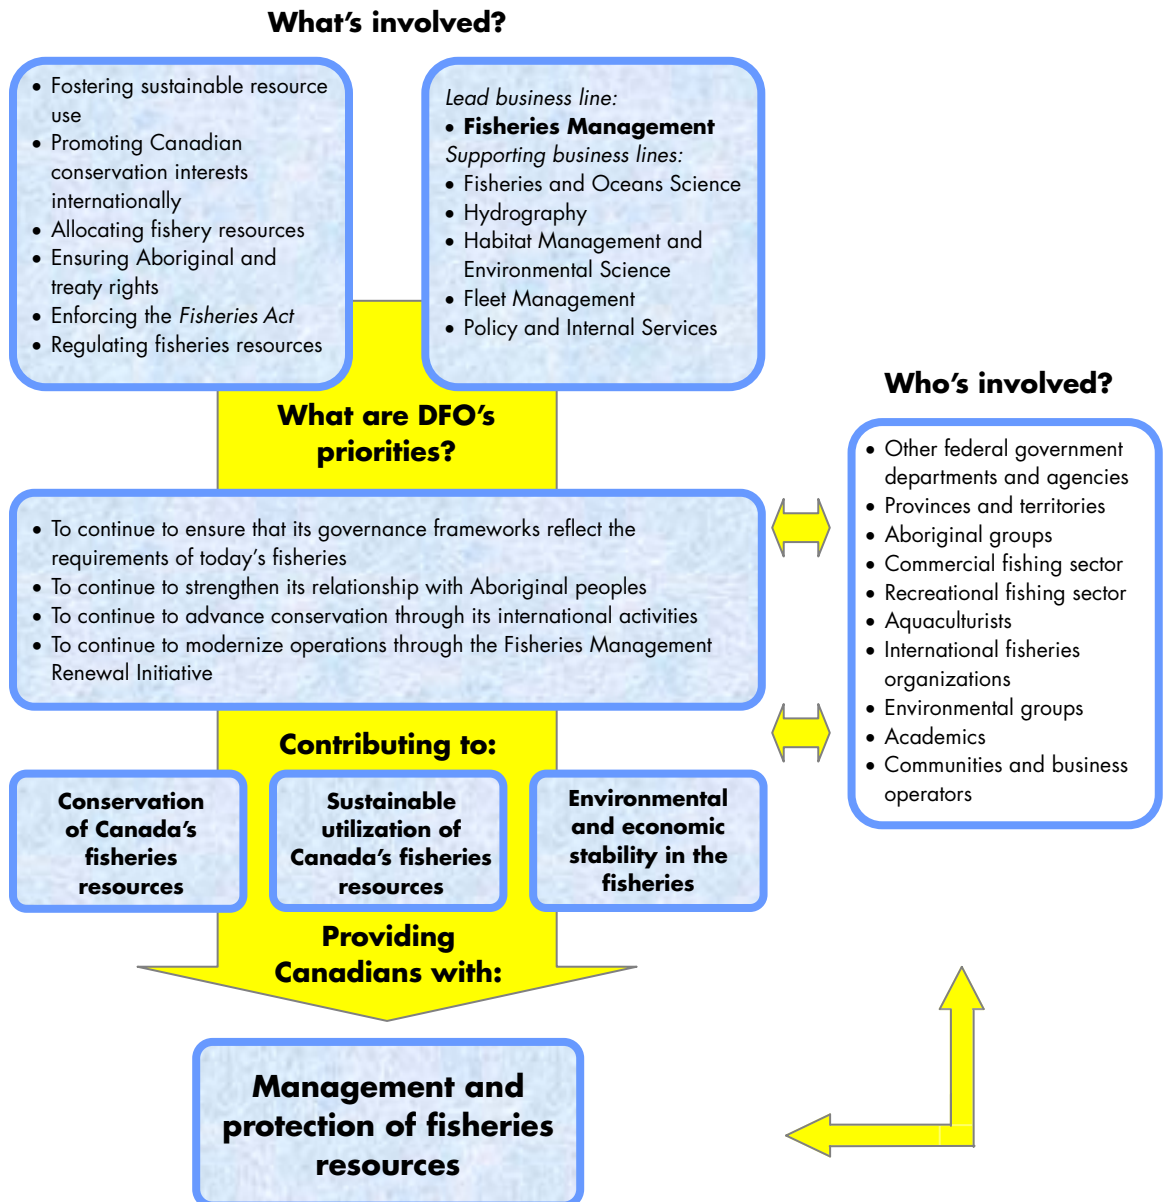 What's involved?
• Fostering sustainable resource
use
• Promoting Canadian
conservation interests
internationally
• Allocating fishery resources
• Ensuring Aboriginal and
treaty rights
• Enforcing the Fisheries Act
• Regulating fisheries resources
Lead business line:
• Fisheries Management
Supporting business lines:
• Fisheries and Oceans Science
• Hydrography
• Habitat Management and
Environmental Science
• Fleet Management
• Policy and Internal Services
What are DFO's
priorities?
• To continue to ensure that its governance frameworks reflect the
requirements of today's fisheries
• To continue to strengthen its relationship with Aboriginal peoples
• To continue to advance conservation through its international activities
• To continue to modernize operations through the Fisheries Management
Renewal Initiative
Who's involved?
• Other federal government
departments and agencies
• Provinces and territories
• Aboriginal groups
• Commercial fishing sector
• Recreational fishing sector
• Aquaculturists
• International fisheries
organizations
• Environmental groups
• Academics
• Communities and business
operators
Contributing to:
Conservation
of Canada's
fisheries
resources
Sustainable
utilization of
Canada's fisheries
resources
Environmental
and economic
stability in the
fisheries
Providing
Canadians with:
Management and
protection of fisheries
resources